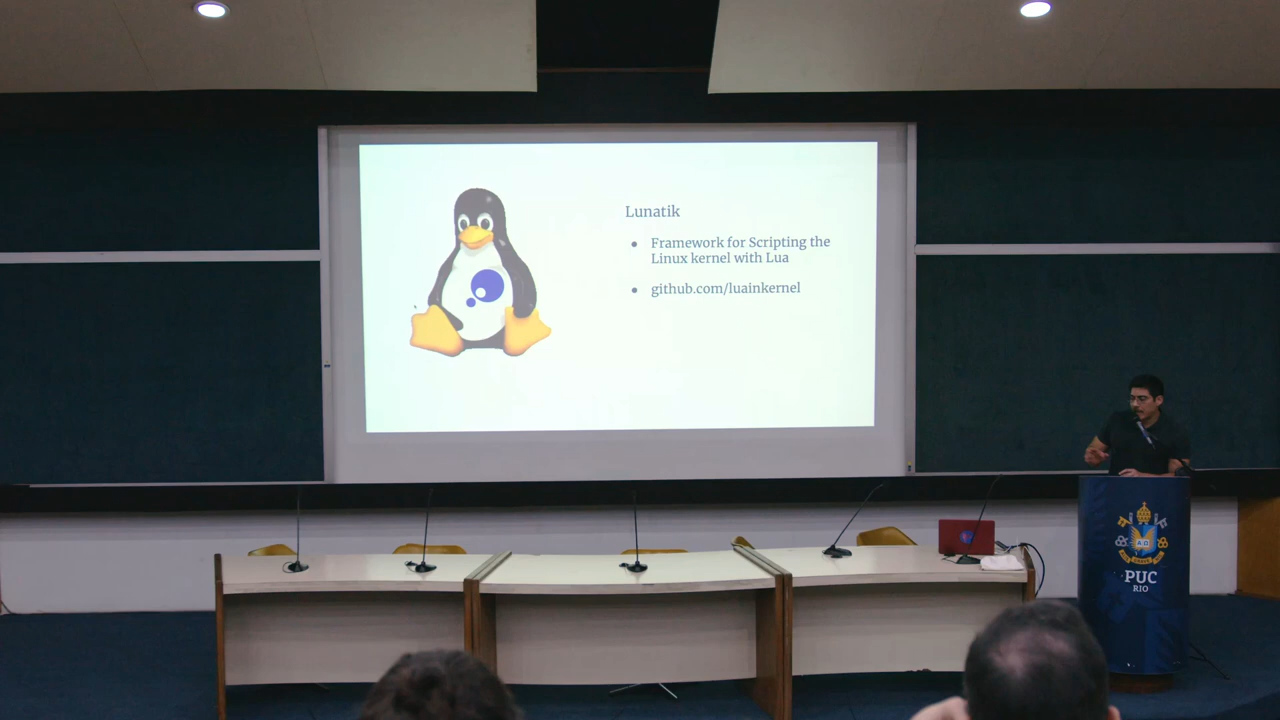 Lunatik
• Framework for Scripting the
Linux kernel with Lua
• github.com/luainkernel
PUC
RIO